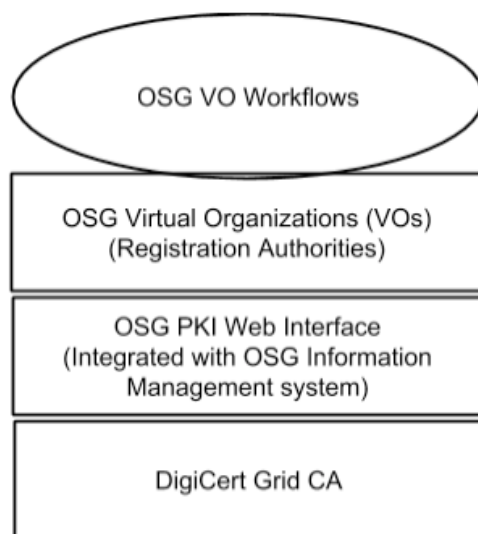 OSG VO Workflows
OSG Virtual Organizations (VOs)
(Registration Authorities)
OSG PKI Web Interface
(Integrated with OSG Information
Management system)
DigiCert Grid CA